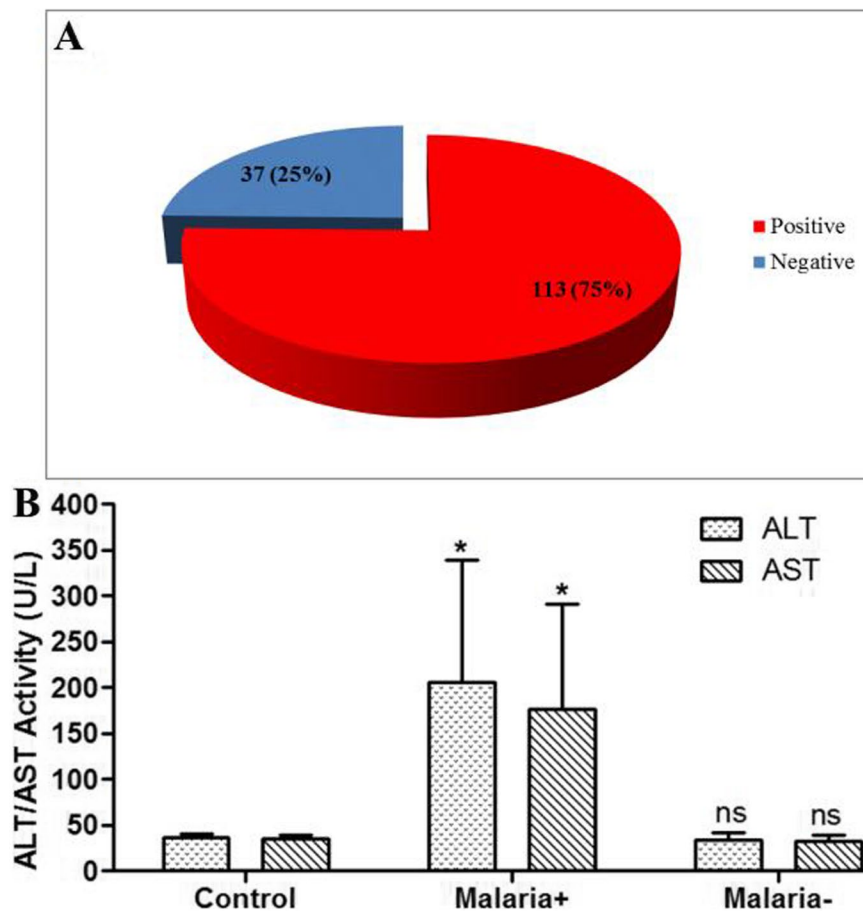 A
37 (25%)
113 (75%)
Positive
Negative
B
ALT/AST Activity (U/L)
400
350
300
250
200
150
100
50
0
ALT
AST
*
*
ns
ns
Control
Malaria+
Malaria-